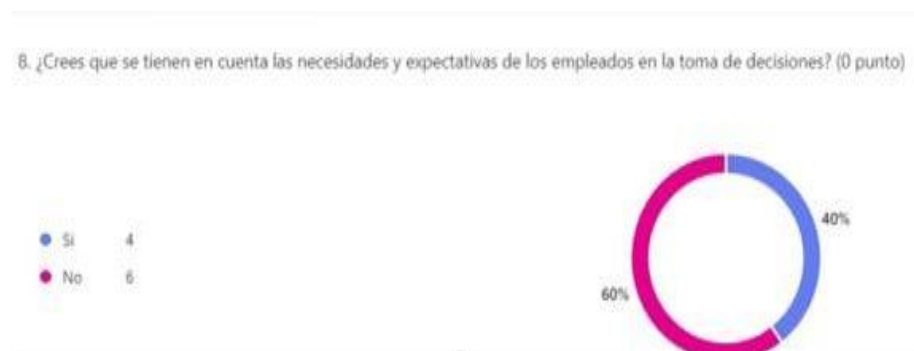 8. ¿Crees que se tienen en cuenta las necesidades y expectativas de los empleados en la toma de decisiones? (0 punto)
Si 4
No 6
40%
60%